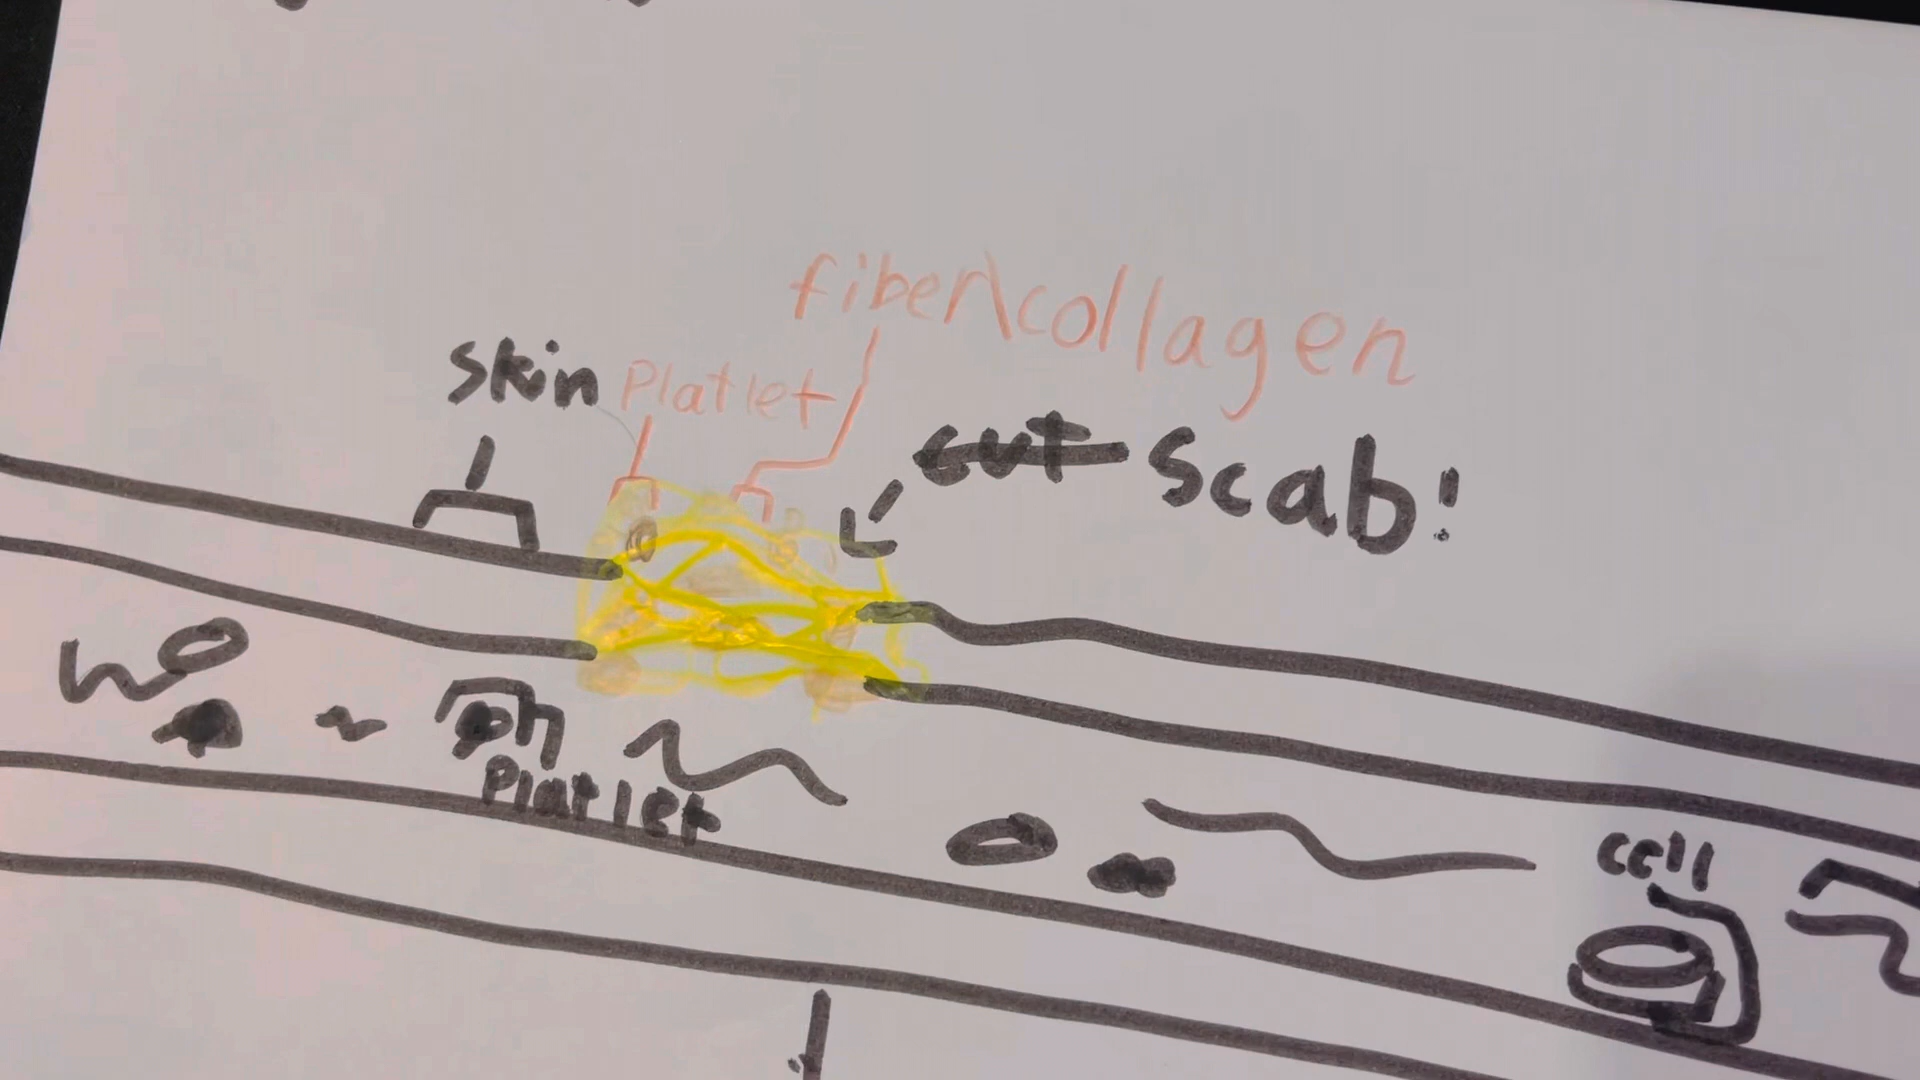 fiber\collagen
skin Platlet
cut scab!
Platlet
cell